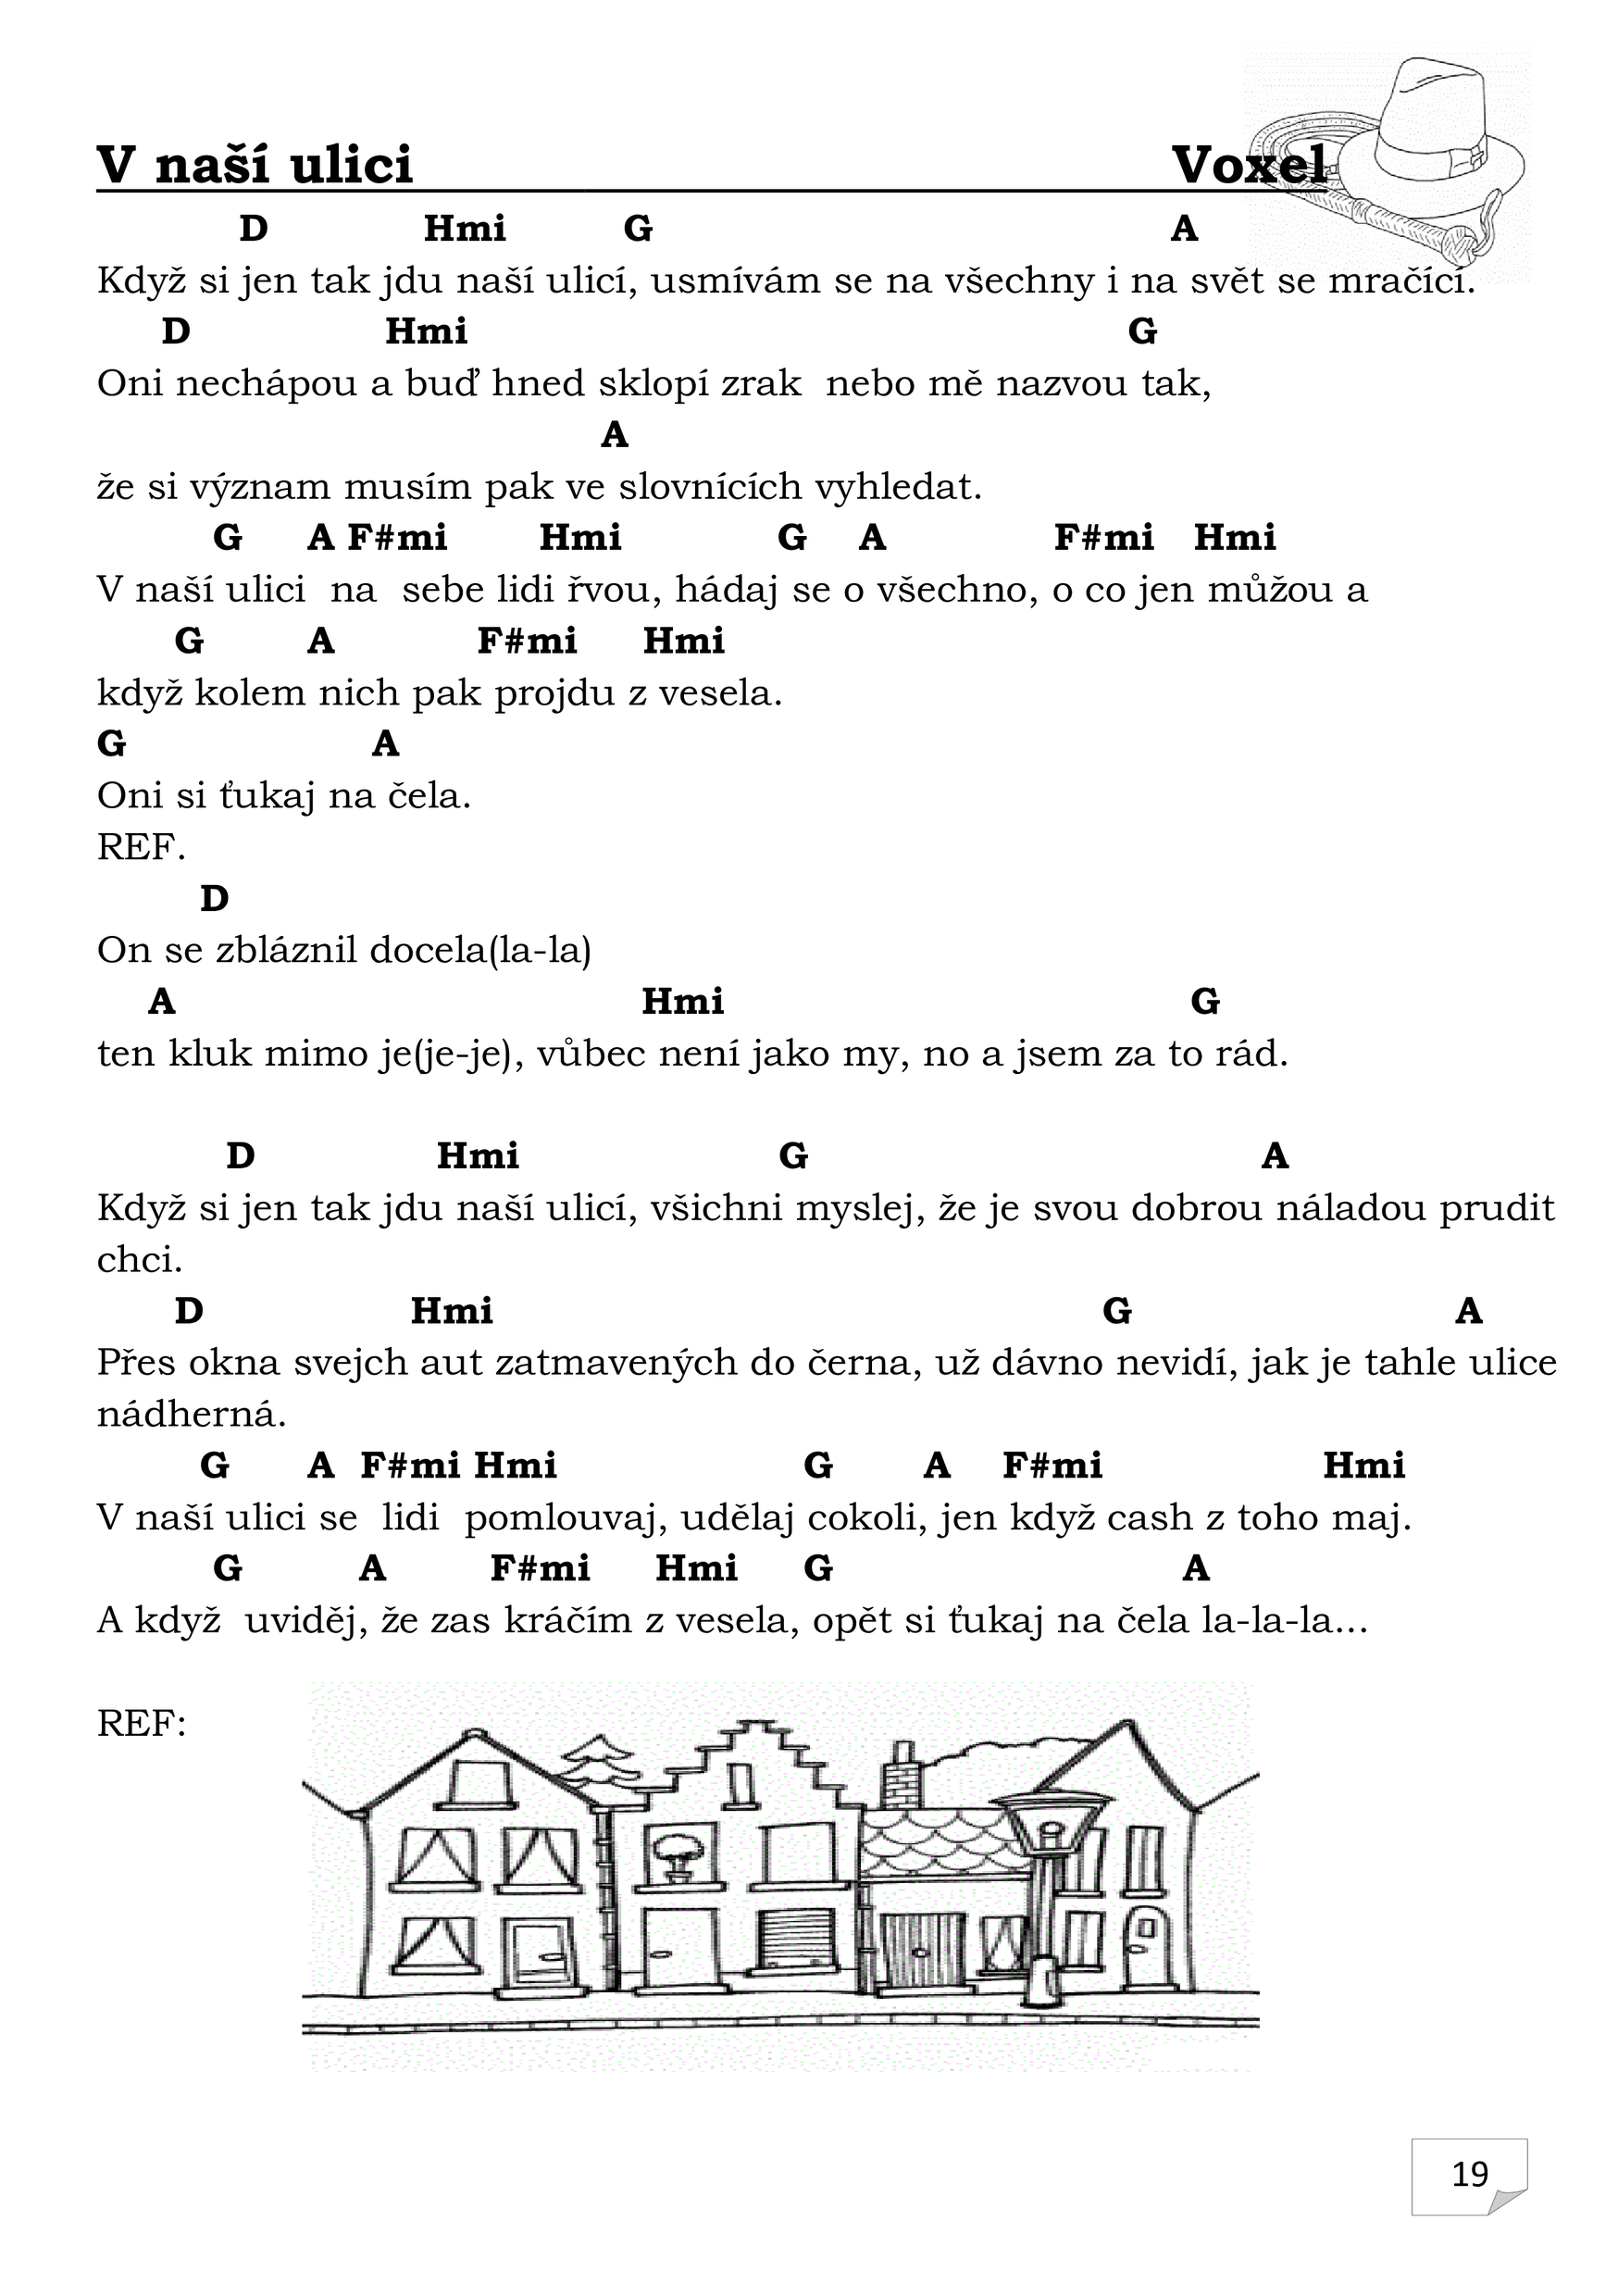 V naší ulici Voxel
D Hmi G A
Když si jen tak jdu naší ulicí, usmívám se na všechny i na svět se mračící.
D Hmi G
Oni nechápou a buď hned sklopí zrak  nebo mě nazvou tak,
A
že si význam musím pak ve slovnících vyhledat.
G A F#mi Hmi G A F#mi Hmi
V naší ulici  na  sebe lidi řvou, hádaj se o všechno, o co jen můžou a
G A F#mi Hmi
když kolem nich pak projdu z vesela.
G A
Oni si ťukaj na čela.
REF.
D
On se zbláznil docela(la-la)
A Hmi G
ten kluk mimo je(je-je), vůbec není jako my, no a jsem za to rád.
D Hmi G A
Když si jen tak jdu naší ulicí, všichni myslej, že je svou dobrou náladou prudit
chci.
D Hmi G A
Přes okna svejch aut zatmavených do černa, už dávno nevidí, jak je tahle ulice
nádherná.
G A F#mi Hmi G A F#mi Hmi
V naší ulici se  lidi  pomlouvaj, udělaj cokoli, jen když cash z toho maj.
G A F#mi Hmi G A
A když  uviděj, že zas kráčím z vesela, opět si ťukaj na čela la-la-la...
REF:
19